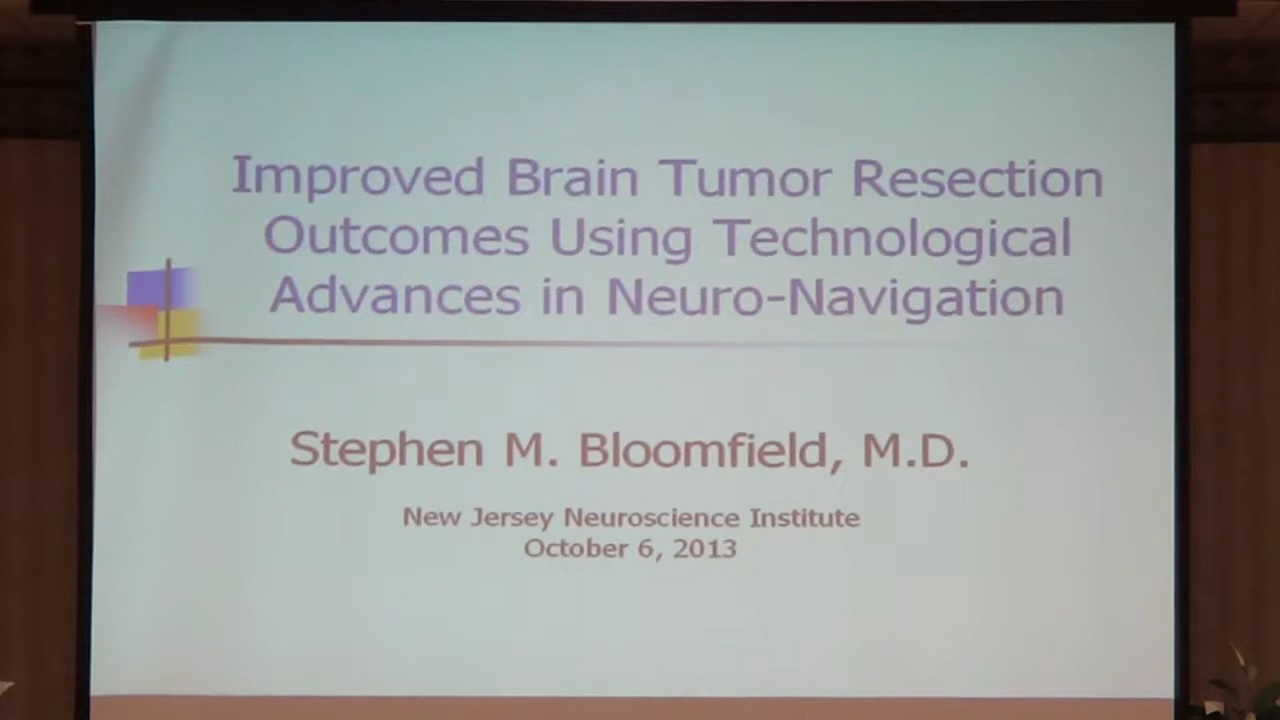 Improved Brain Tumor Resection
Outcomes Using Technological
Advances in Neuro-Navigation
Stephen M. Bloomfield, M.D.
New Jersey Neuroscience Institute
October 6, 2013